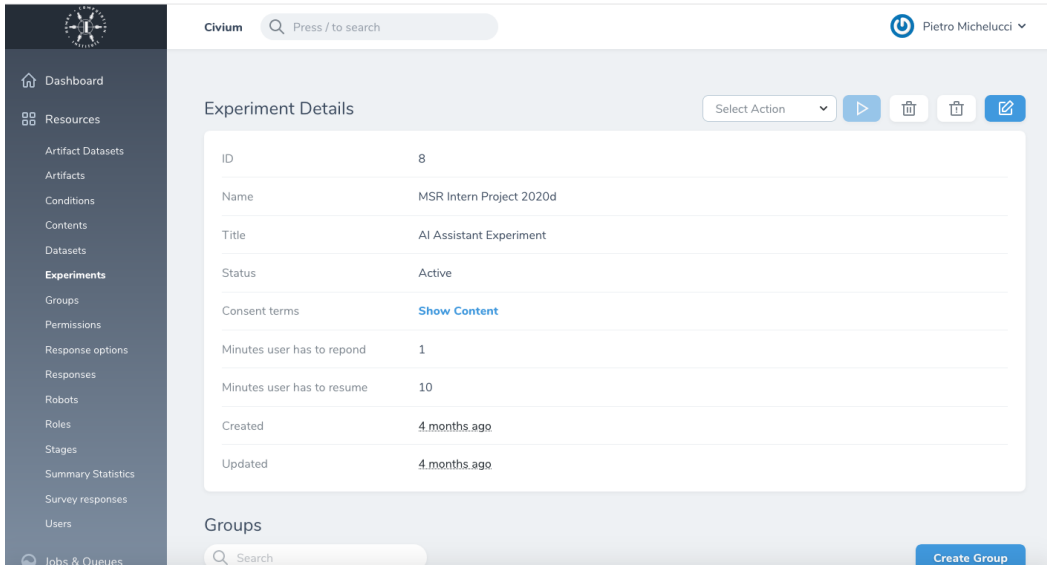 Civium
Press / to search
Pietro Michelucci
Dashboard
Resources
Artifact Datasets
Artifacts
Conditions
Contents
Datasets
Experiments
Groups
Permissions
Response options
Responses
Robots
Roles
Stages
Summary Statistics
Survey responses
Users
Jobs & Queues
Experiment Details
Select Action
ID 8
Name MSR Intern Project 2020d
Title AI Assistant Experiment
Status Active
Consent terms Show Content
Minutes user has to repond 1
Minutes user has to resume 10
Created 4 months ago
Updated 4 months ago
Groups
Search
Create Group